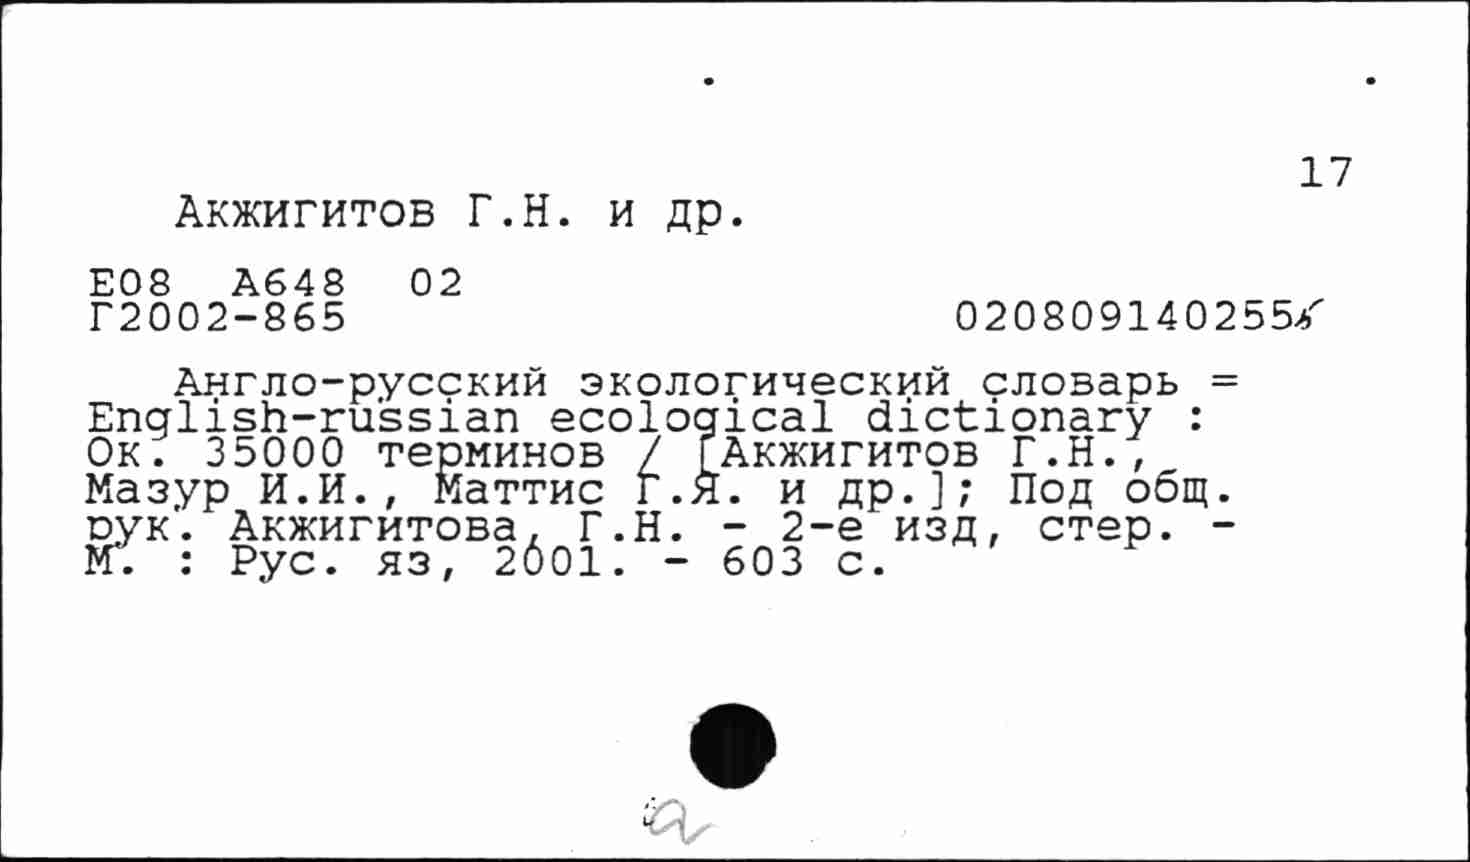 17
Акжигитов Г.Н. и др.
Е08 А648 02
Г2002-865 020809140255
Англо-русский экологический словарь =
English-russian ecological dictionary :
Ок. 35000 терминов / [Акжигитов Г.Н.,
Мазур И.И., Маттис Г.Я. и др.]; Под общ.
рук. Акжигитова, Г.Н. - 2-е изд, стер. -
М. : Рус. яз, 2001. - 603 с.